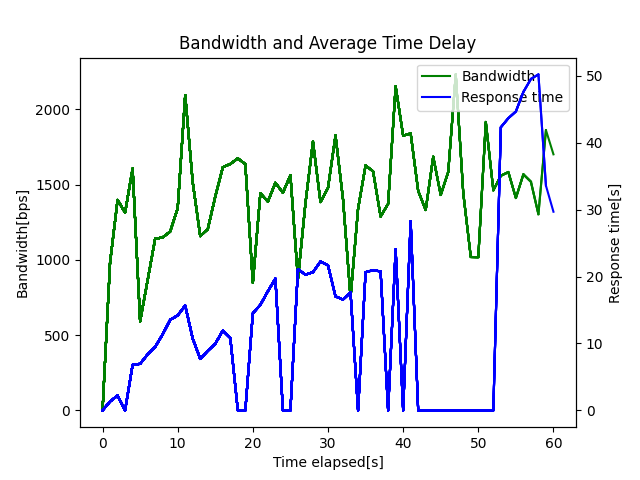 Bandwidth and Average Time Delay
Bandwidth
Response time
2000
1500
1000
500
0
Bandwidth[bps]
50
40
30
20
10
0
Response time[s]
0 10 20 30 40 50 60
Time elapsed[s]